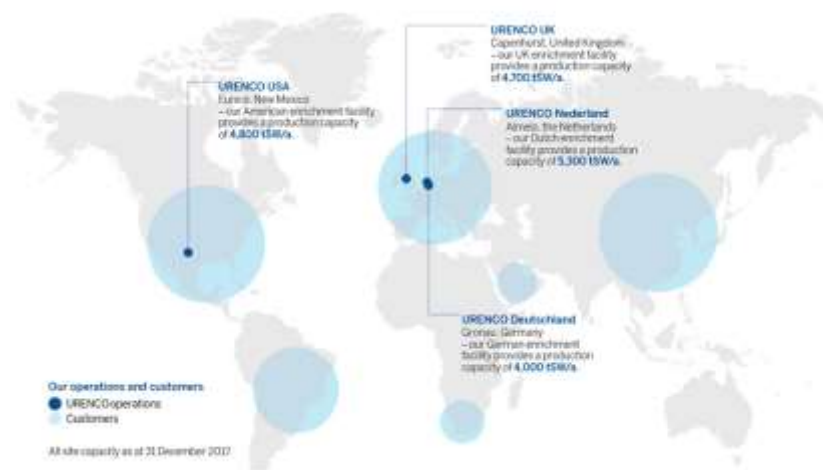 URENCO UK
Capenhurst, United Kingdom
– our UK enrichment facility
provides a production capacity
of 4,700 tSW/a.
URENCO USA
Eunice, New Mexico
– our American enrichment facility
provides a production capacity
of 4,800 tSW/a.
URENCO Nederland
Almelo, the Netherlands
– our Dutch enrichment
facility provides a production
capacity of 5,300 tSW/a.
URENCO Deutschland
Gronau, Germany
– our German enrichment
facility provides a production
capacity of 4,000 tSW/a.
Our operations and customers
URENCO operations
Customers
All site capacity as at 31 December 2017.